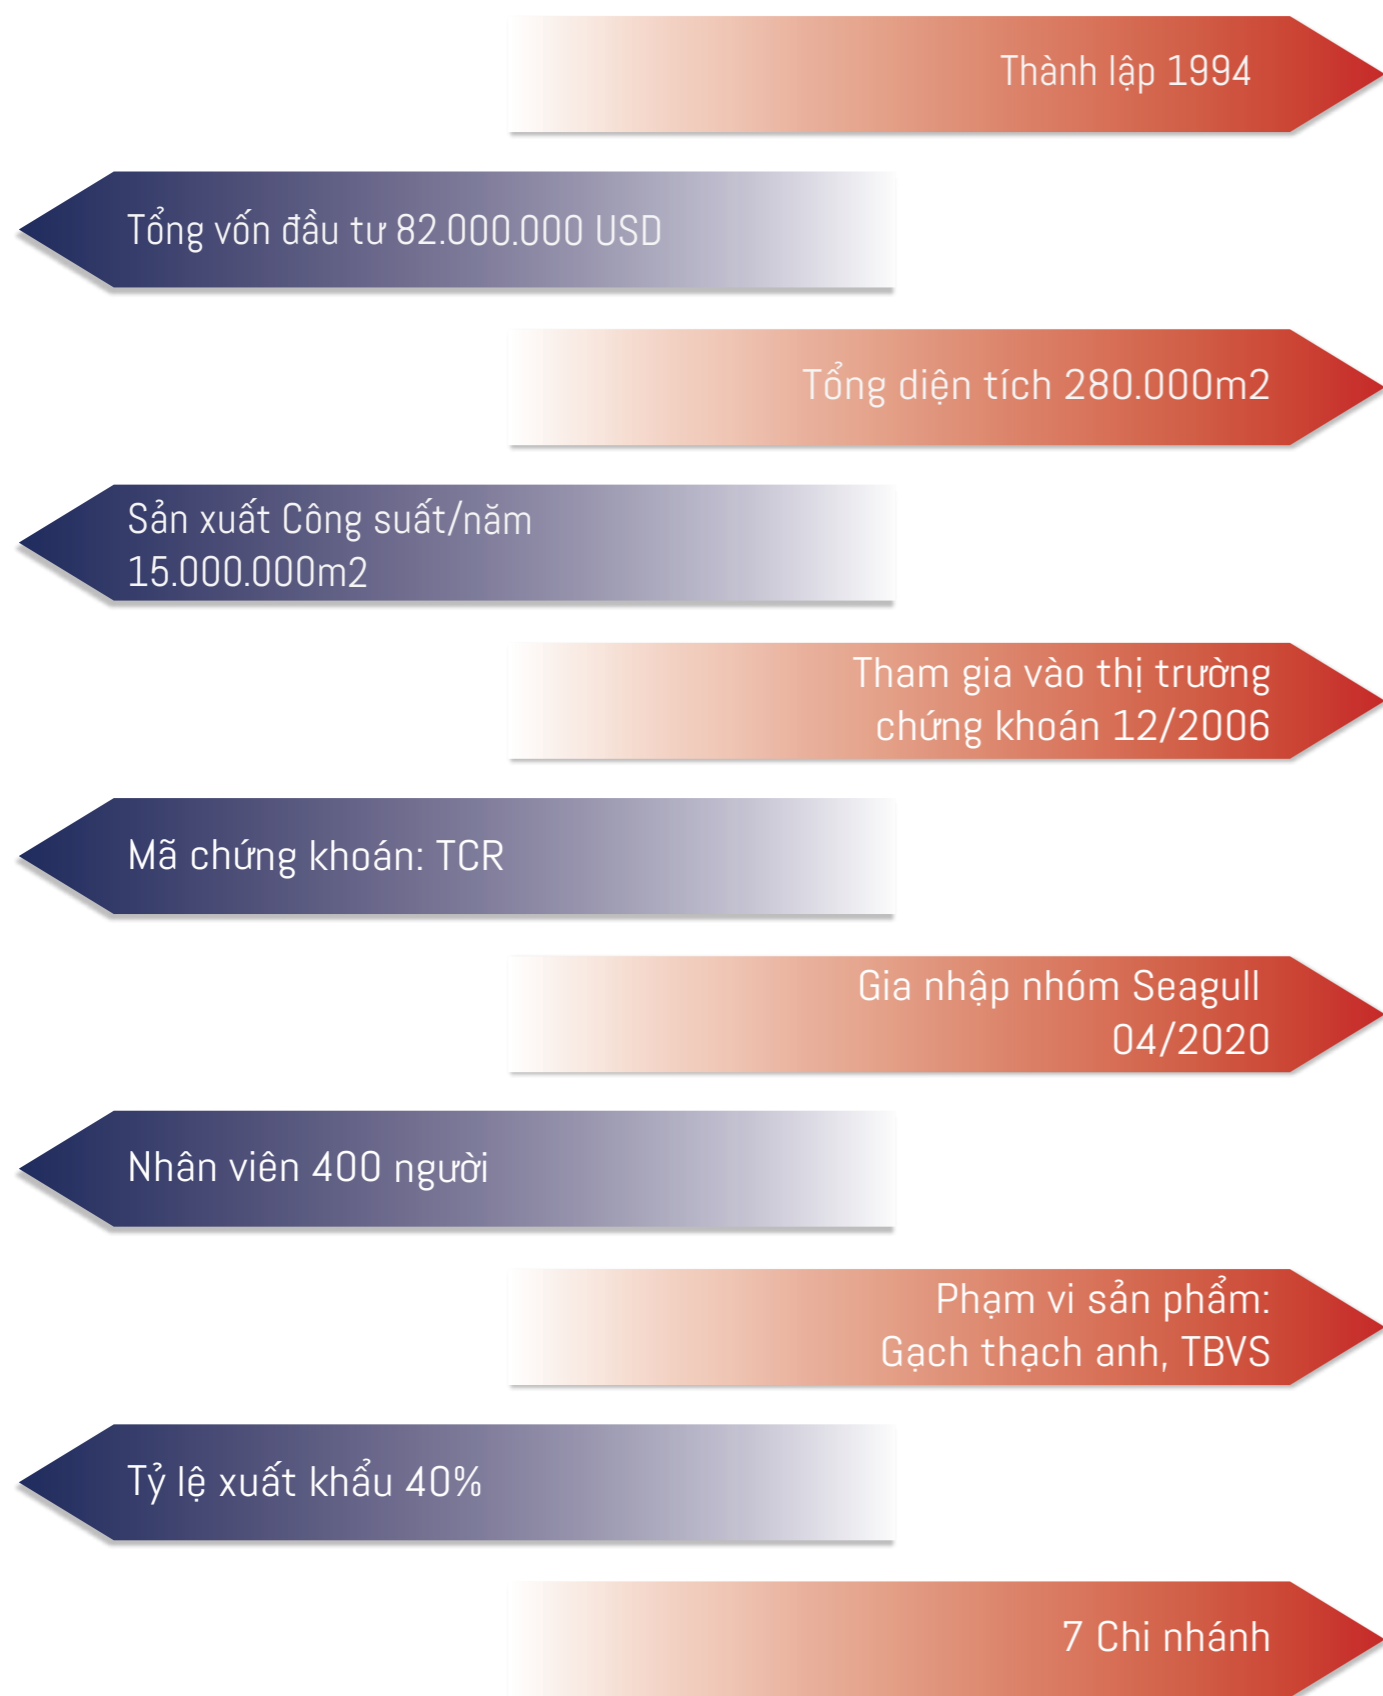 Thành lập 1994
Tổng vốn đầu tư 82.000.000 USD
Tổng diện tích 280.000m2
Sản xuất Công suất/năm
15.000.000m2
Tham gia vào thị trường
chứng khoán 12/2006
Mã chứng khoán: TCR
Gia nhập nhóm Seagull
04/2020
Nhân viên 400 người
Phạm vi sản phẩm:
Gạch thạch anh, TBVS
Tỷ lệ xuất khẩu 40%
7 Chi nhánh